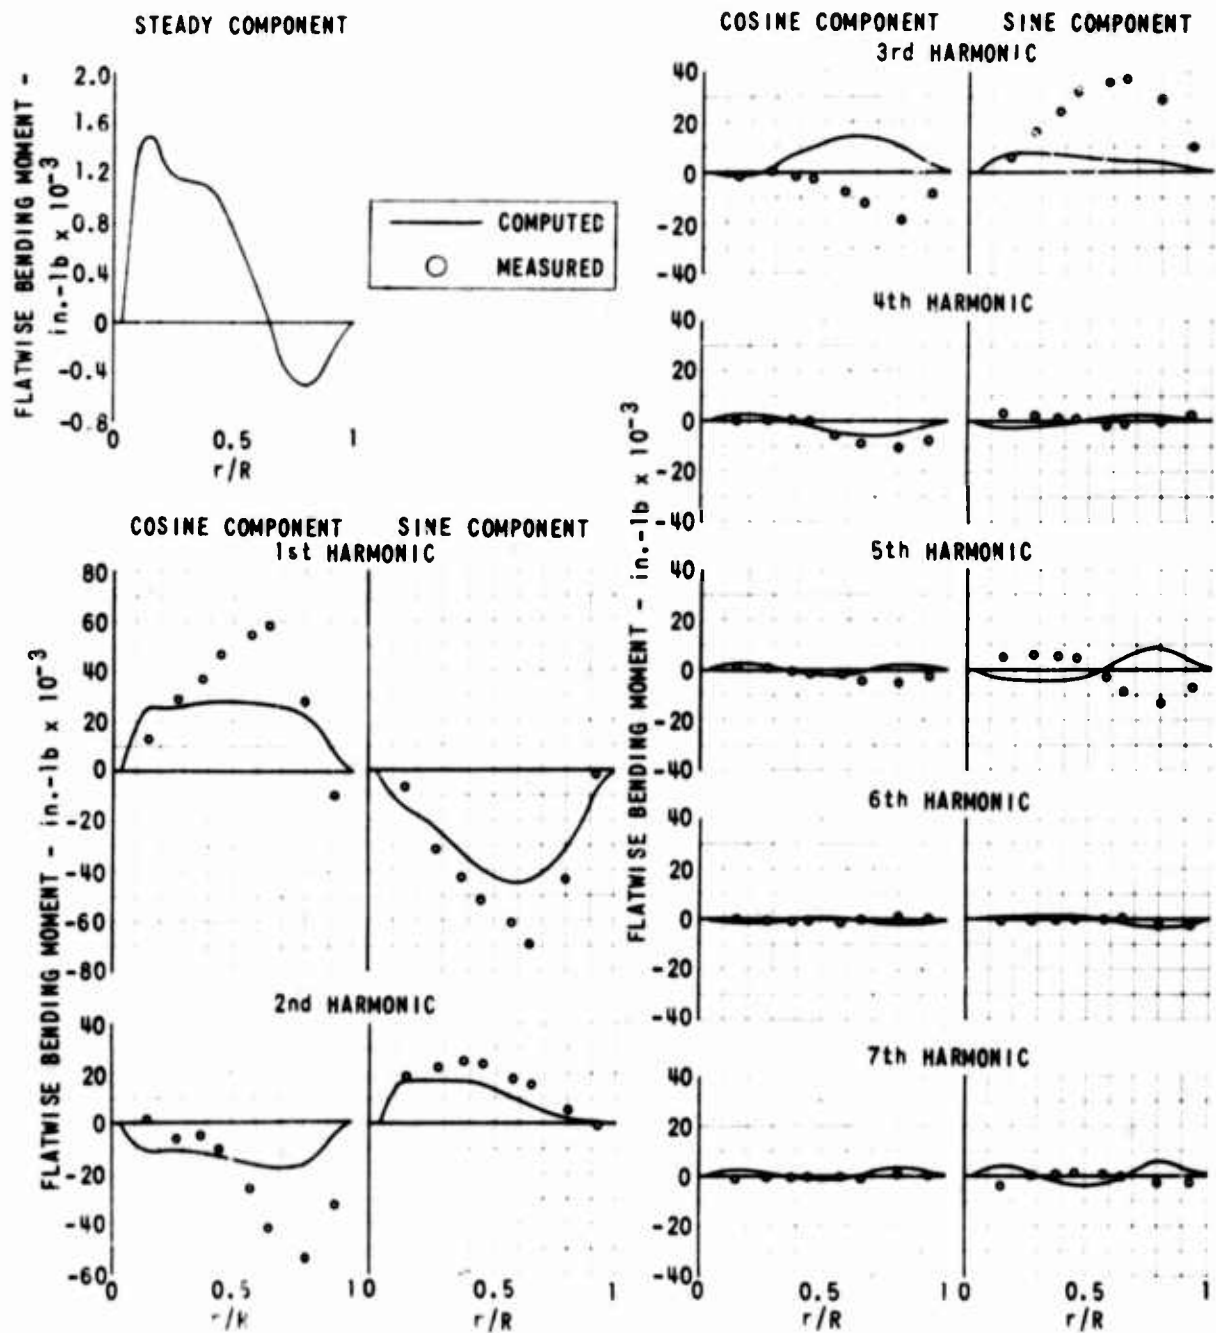 STEADY COMPONENT
FLATWISE BENDING MOMENT -
in.-lb x 10-3
2.0
1.6
1.2
0.8
0.4
0
-0.4
-0.8
0 0.5 1
r/R
COMPUTED
MEASURED
COSINE COMPONENT SINE COMPONENT
1st HARMONIC
FLATWISE BENDING MOMENT - in.-lb x 10-3
80
60
40
20
0
-20
-40
-60
-80
2nd HARMONIC
40
20
0
-20
-40
-60
0 0.5 1 0 0.5 1
r/R r/R
COSINE COMPONENT SINE COMPONENT
3rd HARMONIC
FLATWISE BENDING MOMENT - in.-lb x 10-3
40
20
0
-20
-40
4th HARMONIC
40
20
0
-20
-40
5th HARMONIC
40
20
0
-20
-40
6th HARMONIC
40
20
0
-20
-40
7th HARMONIC
40
20
0
-20
-40
0 0.5 1 0 0.5 1
r/R r/R